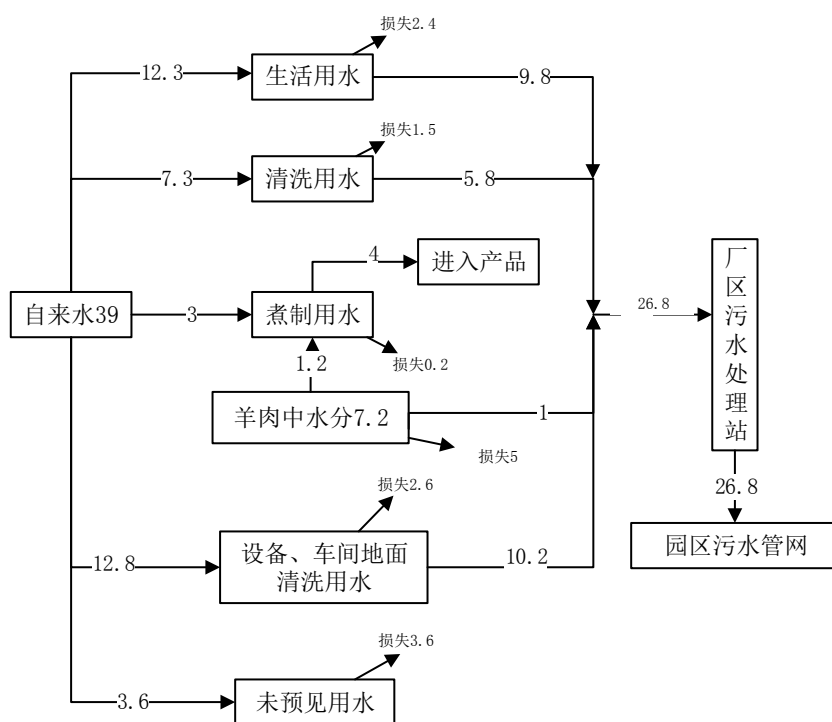 损失2.4
12.3
生活用水
9.8
损失1.5
7.3
清洗用水
5.8
4
进入产品
自来水39
3
煮制用水
26.8
厂区污水处理站
损失0.2
1.2
羊肉中水分7.2
1
损失5
26.8
损失2.6
12.8
设备、车间地面
清洗用水
10.2
园区污水管网
损失3.6
3.6
未预见用水